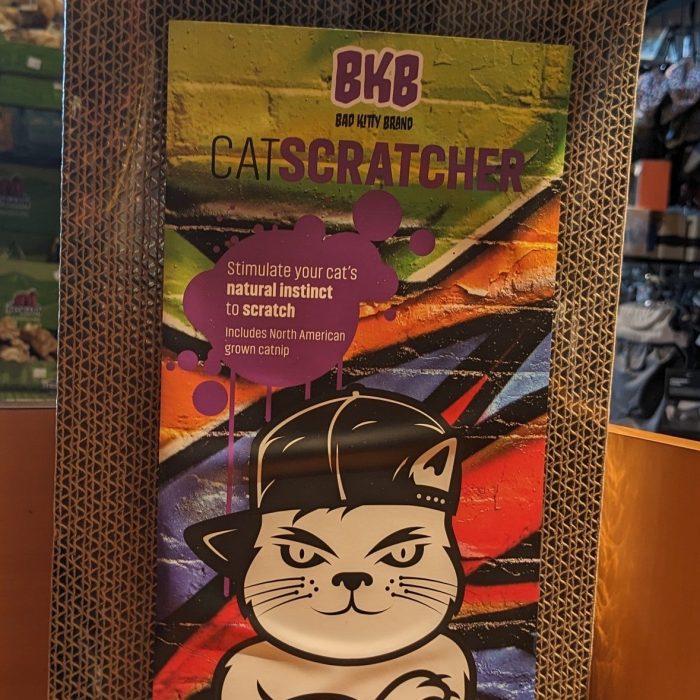 BKB
BAD KITTY BRAND
CATSCRATCHER
Stimulate your cat's
natural instinct
to scratch
Includes North American
grown catnip